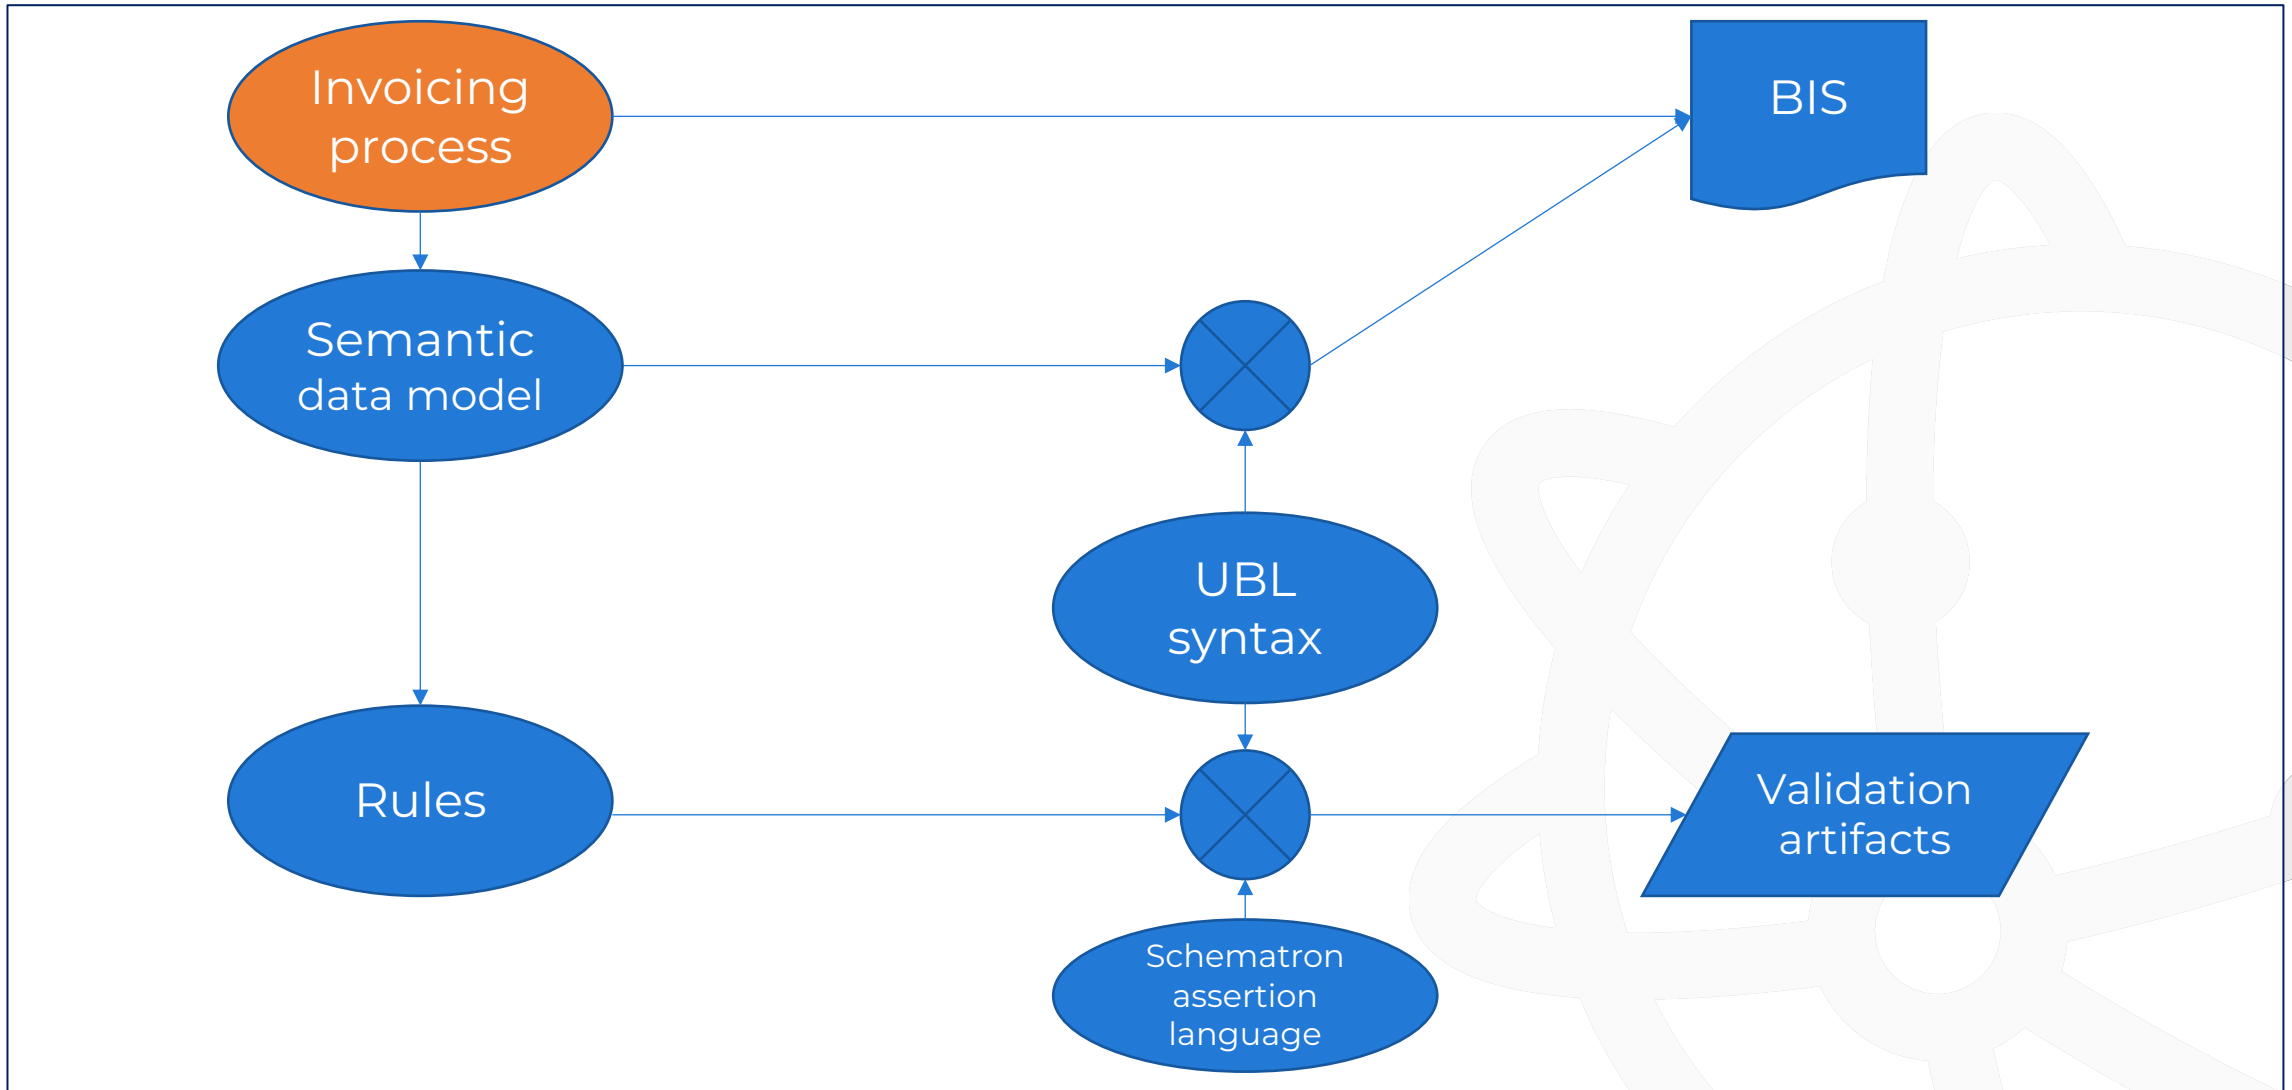 Invoicing
process
BIS
Semantic
data model
UBL
syntax
Rules
Validation
artifacts
Schematron
assertion
language